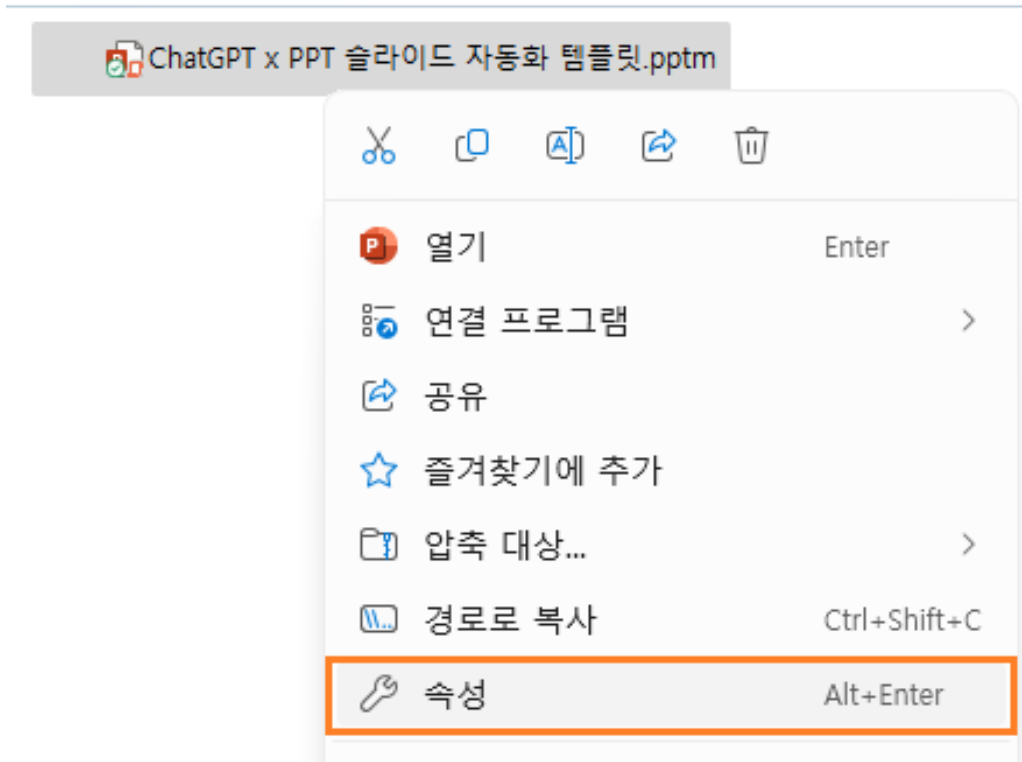 ChatGPT x PPT 슬라이드 자동화 템플릿.pptm
열기 Enter
연결 프로그램
공유
즐겨찾기에 추가
압축 대상...
경로로 복사 Ctrl+Shift+C
속성 Alt+Enter